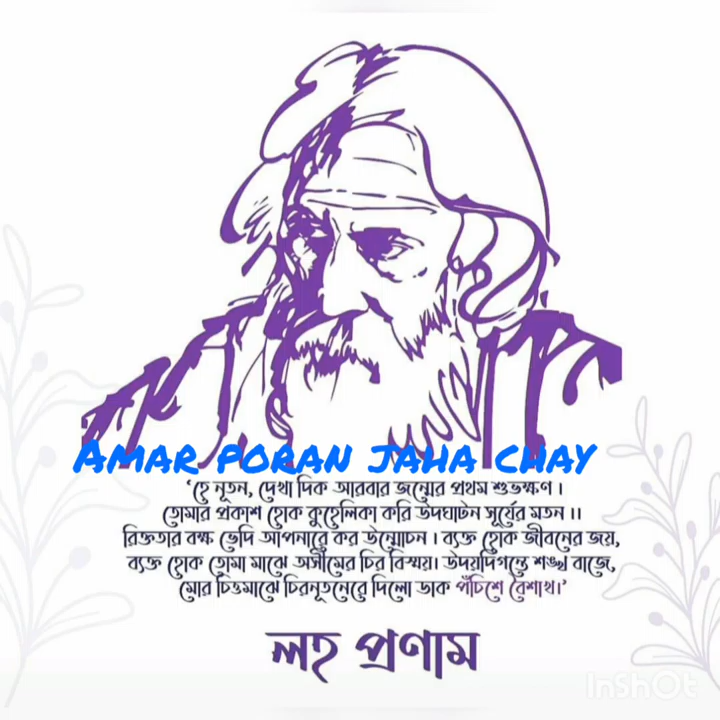 Amar poran jaha chay
‘হে নূতন, দেখা দিক আরবার জন্মের প্রথম শুভক্ষণ।
তোমার প্রকাশ হোক কুহেলিকা করি উদঘাটন সূর্যের মতন।।
রিক্ততার বক্ষ ভেদি আপনারে কর উন্মোচন। ব্যক্ত হোক জীবনের জয়,
ব্যক্ত হোক তোমা মাঝে অসীমের চির বিস্ময়। উদয়দিগন্তে শঙ্খ বাজে,
মোর চিত্তমাঝে চিরনূতনেরে দিলো ডাক পঁচিশে বৈশাখ।’
লহ প্রণাম
InShOt